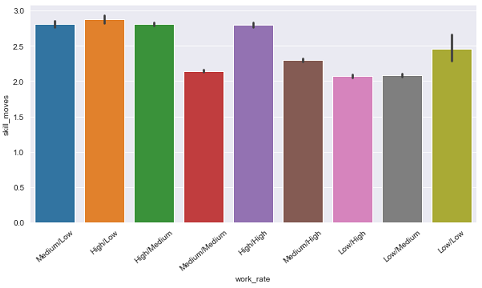 3.0
2.5
2.0
1.5
1.0
0.5
0.0
skill_moves
Medium/Low
High/Low
High/Medium
Medium/Medium
High/High
Medium/High
Low/High
Low/Medium
Low/Low
work_rate